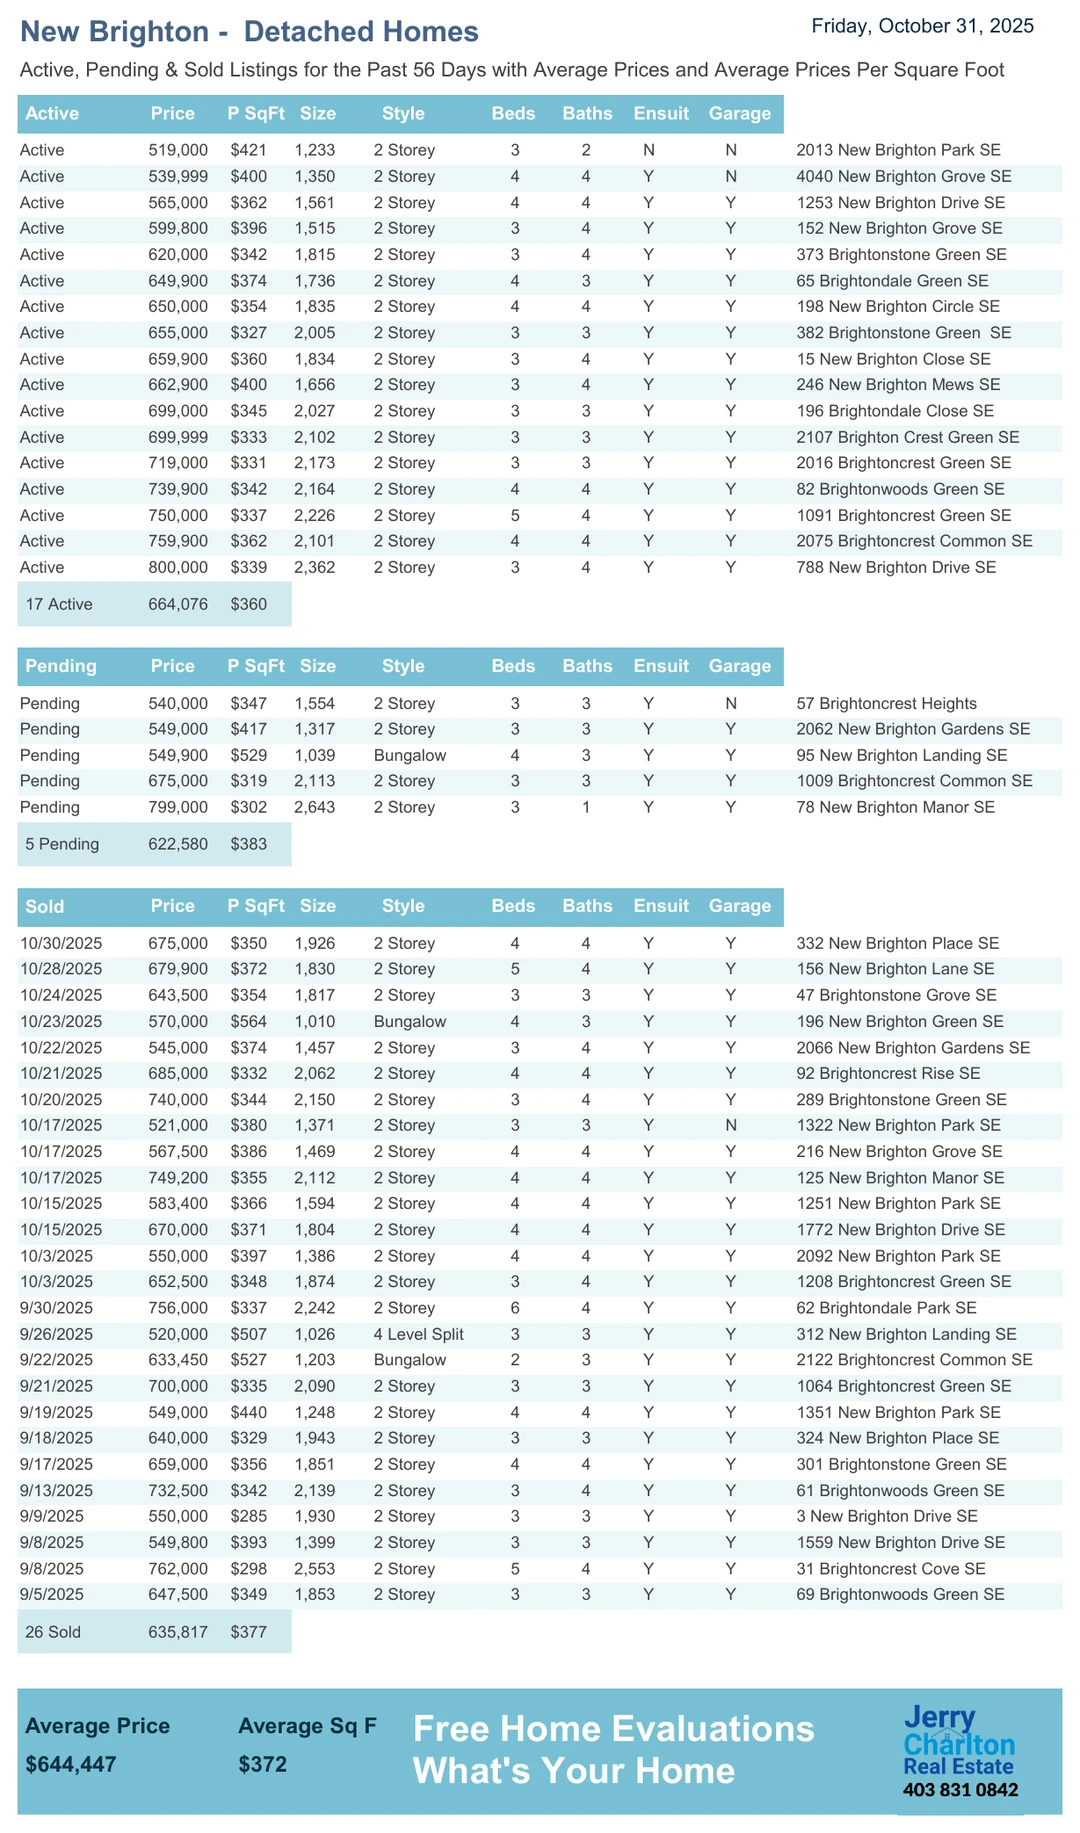 New Brighton - Detached Homes
Friday, October 31, 2025
Active, Pending & Sold Listings for the Past 56 Days with Average Prices and Average Prices Per Square Foot
Active Price P SqFt Size Style Beds Baths Ensuit Garage
Active 519,000 $421 1,233 2 Storey 3 2 N N 2013 New Brighton Park SE
Active 539,999 $400 1,350 2 Storey 4 4 Y N 4040 New Brighton Grove SE
Active 565,000 $362 1,561 2 Storey 4 4 Y Y 1253 New Brighton Drive SE
Active 599,800 $396 1,515 2 Storey 3 4 Y Y 152 New Brighton Grove SE
Active 620,000 $342 1,815 2 Storey 3 4 Y Y 373 Brightonstone Green SE
Active 649,900 $374 1,736 2 Storey 4 3 Y Y 65 Brightondale Green SE
Active 650,000 $354 1,835 2 Storey 4 4 Y Y 198 New Brighton Circle SE
Active 655,000 $327 2,005 2 Storey 3 3 Y Y 382 Brightonstone Green SE
Active 659,900 $360 1,834 2 Storey 3 4 Y Y 15 New Brighton Close SE
Active 662,900 $400 1,656 2 Storey 3 4 Y Y 246 New Brighton Mews SE
Active 699,000 $345 2,027 2 Storey 3 3 Y Y 196 Brightondale Close SE
Active 699,999 $333 2,102 2 Storey 3 3 Y Y 2107 Brighton Crest Green SE
Active 719,000 $331 2,173 2 Storey 3 3 Y Y 2016 Brightoncrest Green SE
Active 739,900 $342 2,164 2 Storey 4 4 Y Y 82 Brightonwoods Green SE
Active 750,000 $337 2,226 2 Storey 5 4 Y Y 1091 Brightoncrest Green SE
Active 759,900 $362 2,101 2 Storey 4 4 Y Y 2075 Brightoncrest Common SE
Active 800,000 $339 2,362 2 Storey 3 4 Y Y 788 New Brighton Drive SE
17 Active 664,076 $360
Pending Price P SqFt Size Style Beds Baths Ensuit Garage
Pending 540,000 $347 1,554 2 Storey 3 3 Y N 57 Brightoncrest Heights
Pending 549,000 $417 1,317 2 Storey 3 3 Y Y 2062 New Brighton Gardens SE
Pending 549,900 $529 1,039 Bungalow 4 3 Y Y 95 New Brighton Landing SE
Pending 675,000 $319 2,113 2 Storey 3 3 Y Y 1009 Brightoncrest Common SE
Pending 799,000 $302 2,643 2 Storey 3 1 Y Y 78 New Brighton Manor SE
5 Pending 622,580 $383
Sold Price P SqFt Size Style Beds Baths Ensuit Garage
10/30/2025 675,000 $350 1,926 2 Storey 4 4 Y Y 332 New Brighton Place SE
10/28/2025 679,900 $372 1,830 2 Storey 5 4 Y Y 156 New Brighton Lane SE
10/24/2025 643,500 $354 1,817 2 Storey 3 3 Y Y 47 Brightonstone Grove SE
10/23/2025 570,000 $564 1,010 Bungalow 4 3 Y Y 196 New Brighton Green SE
10/22/2025 545,000 $374 1,457 2 Storey 3 4 Y Y 2066 New Brighton Gardens SE
10/21/2025 685,000 $332 2,062 2 Storey 4 4 Y Y 92 Brightoncrest Rise SE
10/20/2025 740,000 $344 2,150 2 Storey 3 4 Y Y 289 Brightonstone Green SE
10/17/2025 521,000 $380 1,371 2 Storey 3 3 Y N 1322 New Brighton Park SE
10/17/2025 567,500 $386 1,469 2 Storey 4 4 Y Y 216 New Brighton Grove SE
10/17/2025 749,200 $355 2,112 2 Storey 4 4 Y Y 125 New Brighton Manor SE
10/15/2025 583,400 $366 1,594 2 Storey 4 4 Y Y 1251 New Brighton Park SE
10/15/2025 670,000 $371 1,804 2 Storey 4 4 Y Y 1772 New Brighton Drive SE
10/3/2025 550,000 $397 1,386 2 Storey 4 4 Y Y 2092 New Brighton Park SE
10/3/2025 652,500 $348 1,874 2 Storey 3 4 Y Y 1208 Brightoncrest Green SE
9/30/2025 756,000 $337 2,242 2 Storey 6 4 Y Y 62 Brightondale Park SE
9/26/2025 520,000 $507 1,026 4 Level Split 3 3 Y Y 312 New Brighton Landing SE
9/22/2025 633,450 $527 1,203 Bungalow 2 3 Y Y 2122 Brightoncrest Common SE
9/21/2025 700,000 $335 2,090 2 Storey 3 3 Y Y 1064 Brightoncrest Green SE
9/19/2025 549,000 $440 1,248 2 Storey 4 4 Y Y 1351 New Brighton Park SE
9/18/2025 640,000 $329 1,943 2 Storey 3 3 Y Y 324 New Brighton Place SE
9/17/2025 659,000 $356 1,851 2 Storey 4 4 Y Y 301 Brightonstone Green SE
9/13/2025 732,500 $342 2,139 2 Storey 3 4 Y Y 61 Brightonwoods Green SE
9/9/2025 550,000 $285 1,930 2 Storey 3 3 Y Y 3 New Brighton Drive SE
9/8/2025 549,800 $393 1,399 2 Storey 3 3 Y Y 1559 New Brighton Drive SE
9/8/2025 762,000 $298 2,553 2 Storey 5 4 Y Y 31 Brightoncrest Cove SE
9/5/2025 647,500 $349 1,853 2 Storey 3 3 Y Y 69 Brightonwoods Green SE
26 Sold 635,817 $377
Average Price Average Sq F
$644,447 $372
Free Home Evaluations
What's Your Home
Jerry
Charlton
Real Estate
403 831 0842